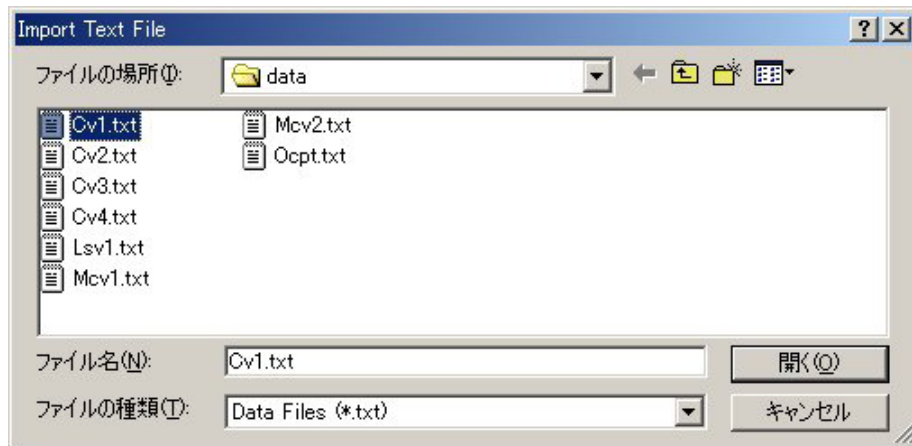 Import Text File
ファイルの場所(I):
data
Cv1.txt
Cv2.txt
Cv3.txt
Cv4.txt
Lsv1.txt
Mcv1.txt
Mcv2.txt
Ocpt.txt
ファイル名(N):
Cv1.txt
開く(O)
ファイルの種類(T):
Data Files (*.txt)
キャンセル